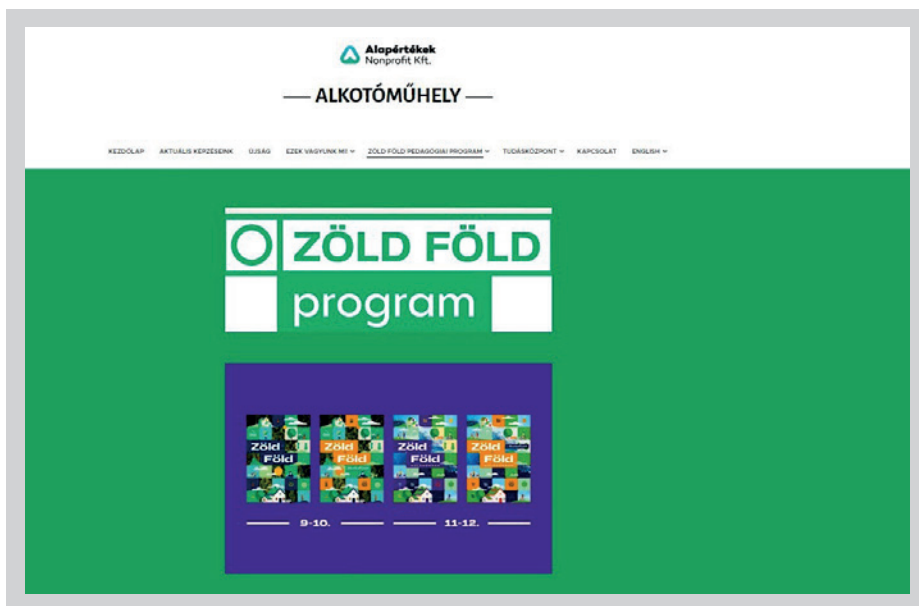 Alapértékek
Nonprofit Kft.
ALKOTÓMŰHELY
KEZDŐLAP AKTUÁLIS KÉPZÉSEINK ÚJSÁG EZEK VAGYUNK MI! ZÖLD FÖLD PEDAGÓGIAI PROGRAM TUDÁSKÖZPONT KAPCSOLAT ENGLISH
ZÖLD FÖLD
program
Zöld Föld
Zöld Föld
Zöld Föld
Zöld Föld
9-10. 11-12.